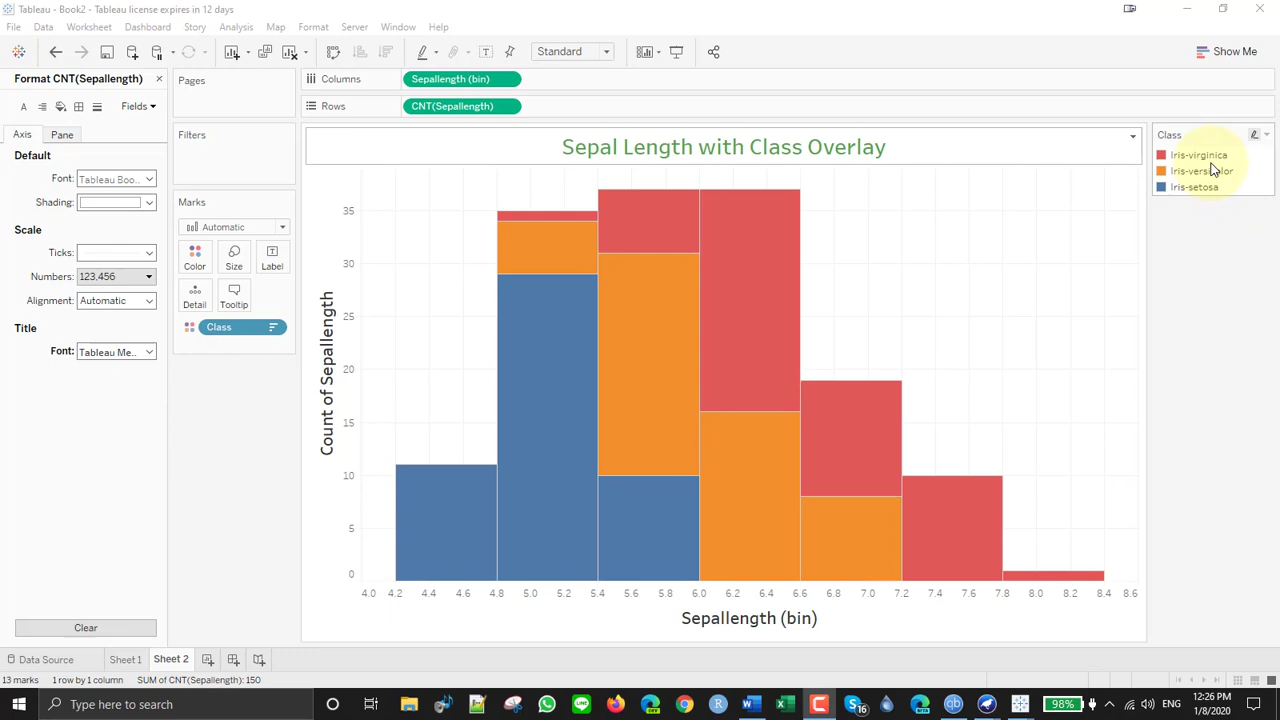 Tableau - Book2 - Tableau license expires in 12 days
File Data Worksheet Dashboard Story Analysis Map Format Server Window Help
Standard Show Me
Format CNT(Sepallength) ×
Fields
Axis Pane
Default
Font: Tableau Boo..
Shading:
Scale
Ticks:
Numbers: 123,456
Alignment: Automatic
Title
Font: Tableau Me..
Clear
Pages
Filters
Marks
Automatic
Color Size Label
Detail Tooltip
Class
Columns Sepallength (bin)
Rows CNT(Sepallength)
Sepal Length with Class Overlay
35
30
25
20
15
10
5
0
Count of Sepallength
4.0 4.2 4.4 4.6 4.8 5.0 5.2 5.4 5.6 5.8 6.0 6.2 6.4 6.6 6.8 7.0 7.2 7.4 7.6 7.8 8.0 8.2 8.4 8.6
Sepallength (bin)
Class
Iris-virginica
Iris-versicolor
Iris-setosa
Data Source Sheet 1 Sheet 2
13 marks 1 row by 1 column SUM of CNT(Sepallength): 150
Type here to search
98% ENG
12:26 PM
1/8/2020